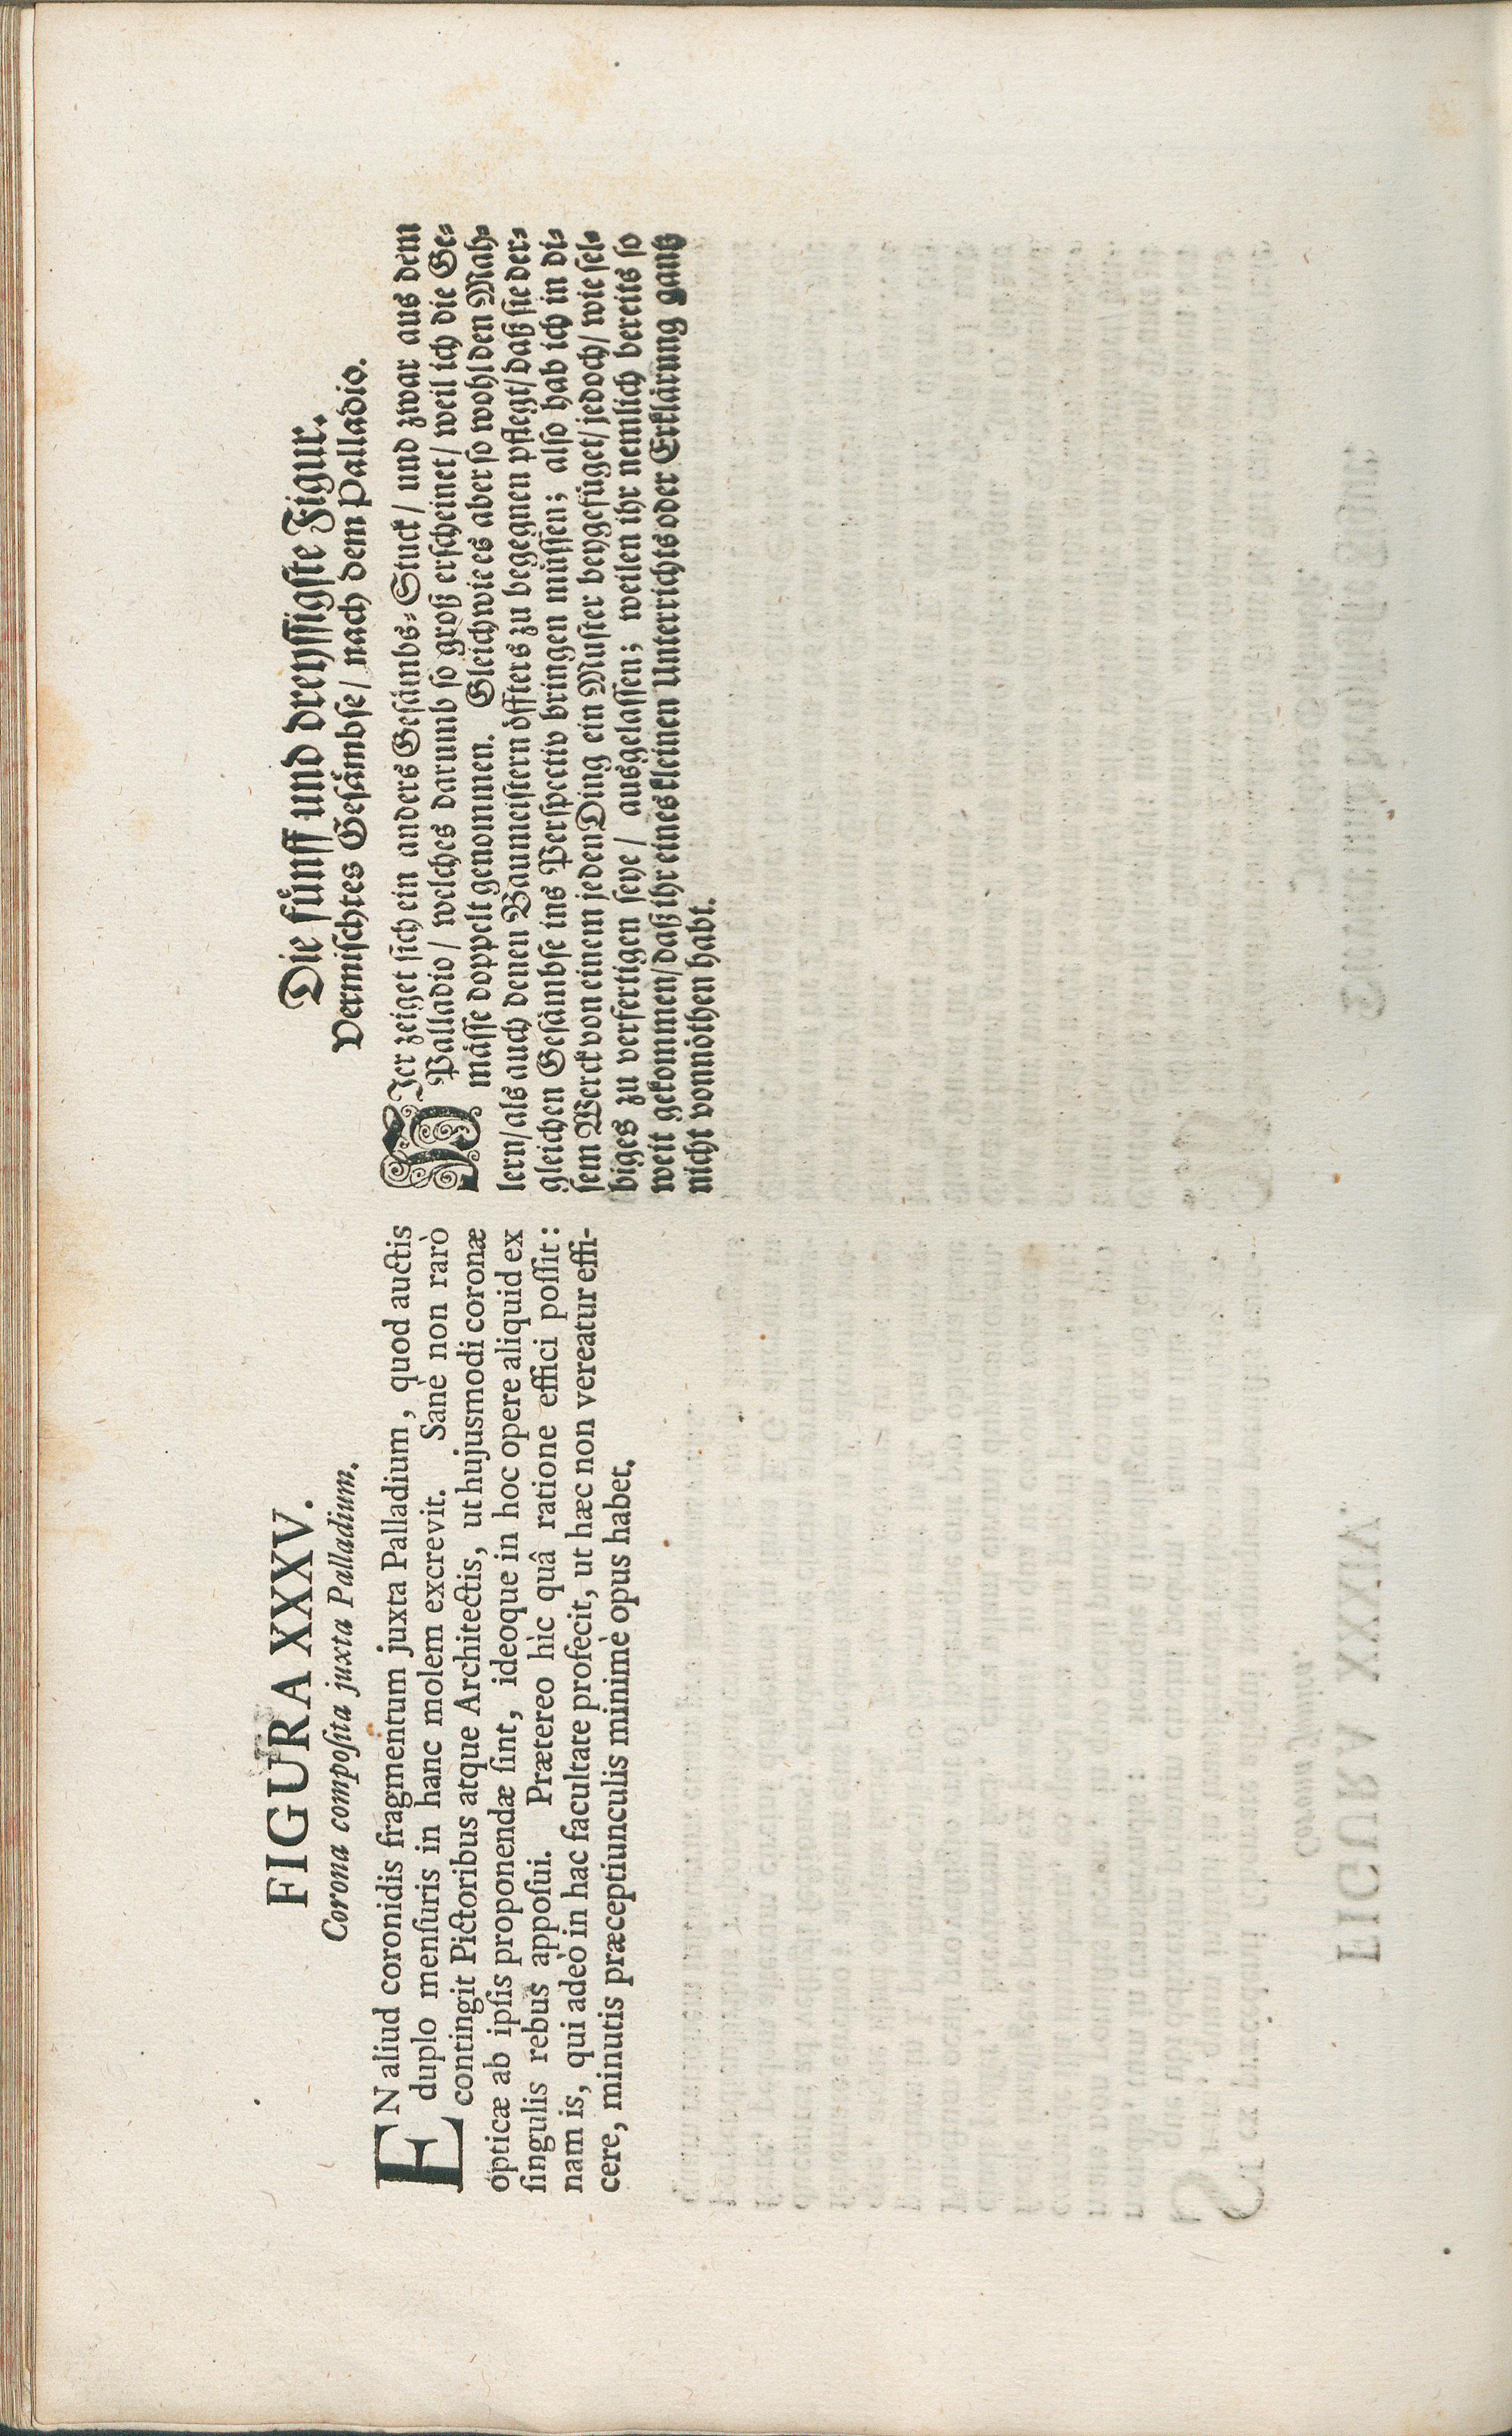 FIGURA XXXV.
Corona compoſita juxta Palladium.
EN aliud coronidis fragmentum juxta Palladium, quod auctis
duplo menſuris in hanc molem excrevit. Sanè non rarò
contingit Pictoribus atque Architectis, ut hujusmodi coronæ
opticæ ab ipſis proponendæ ſint, ideoque in hoc opere aliquid ex
ſingulis rebus appoſui. Prætereo hìc quâ ratione effici poſſit:
nam is, qui adeò in hac facultate profecit, ut hæc non vereatur effi-
cere, minutis præceptiunculis minimè opus habet.
Die fünff und dreyſſigſte Figur.
Vermiſchtes Geſämbſe / nach dem Palladio.
HIer zeiget ſich ein anders Geſämbs-Stuck / und zwar aus dem
Palladio / welches darumb ſo groß erſcheinet / weil ich die Ge-
mäſſe doppelt genommen. Gleichwie es aber ſo wohl den Mah-
lern / als auch denen Baumeiſtern öffters zu begegnen pflegt / daß ſie der-
gleichen Geſämbſe ins Perſpectiv bringen müſſen; alſo hab ich in di-
ſem Werck von einem jeden Ding ein Muſter beygefüget / jedoch / wie ſel-
biges zu verfertigen ſeye / ausgelaſſen; weilen ihr nemlich bereits ſo
weit gekommen / daß ihr eines kleinen Unterrichts oder Erklärung gantz
nicht vonnöthen habt.